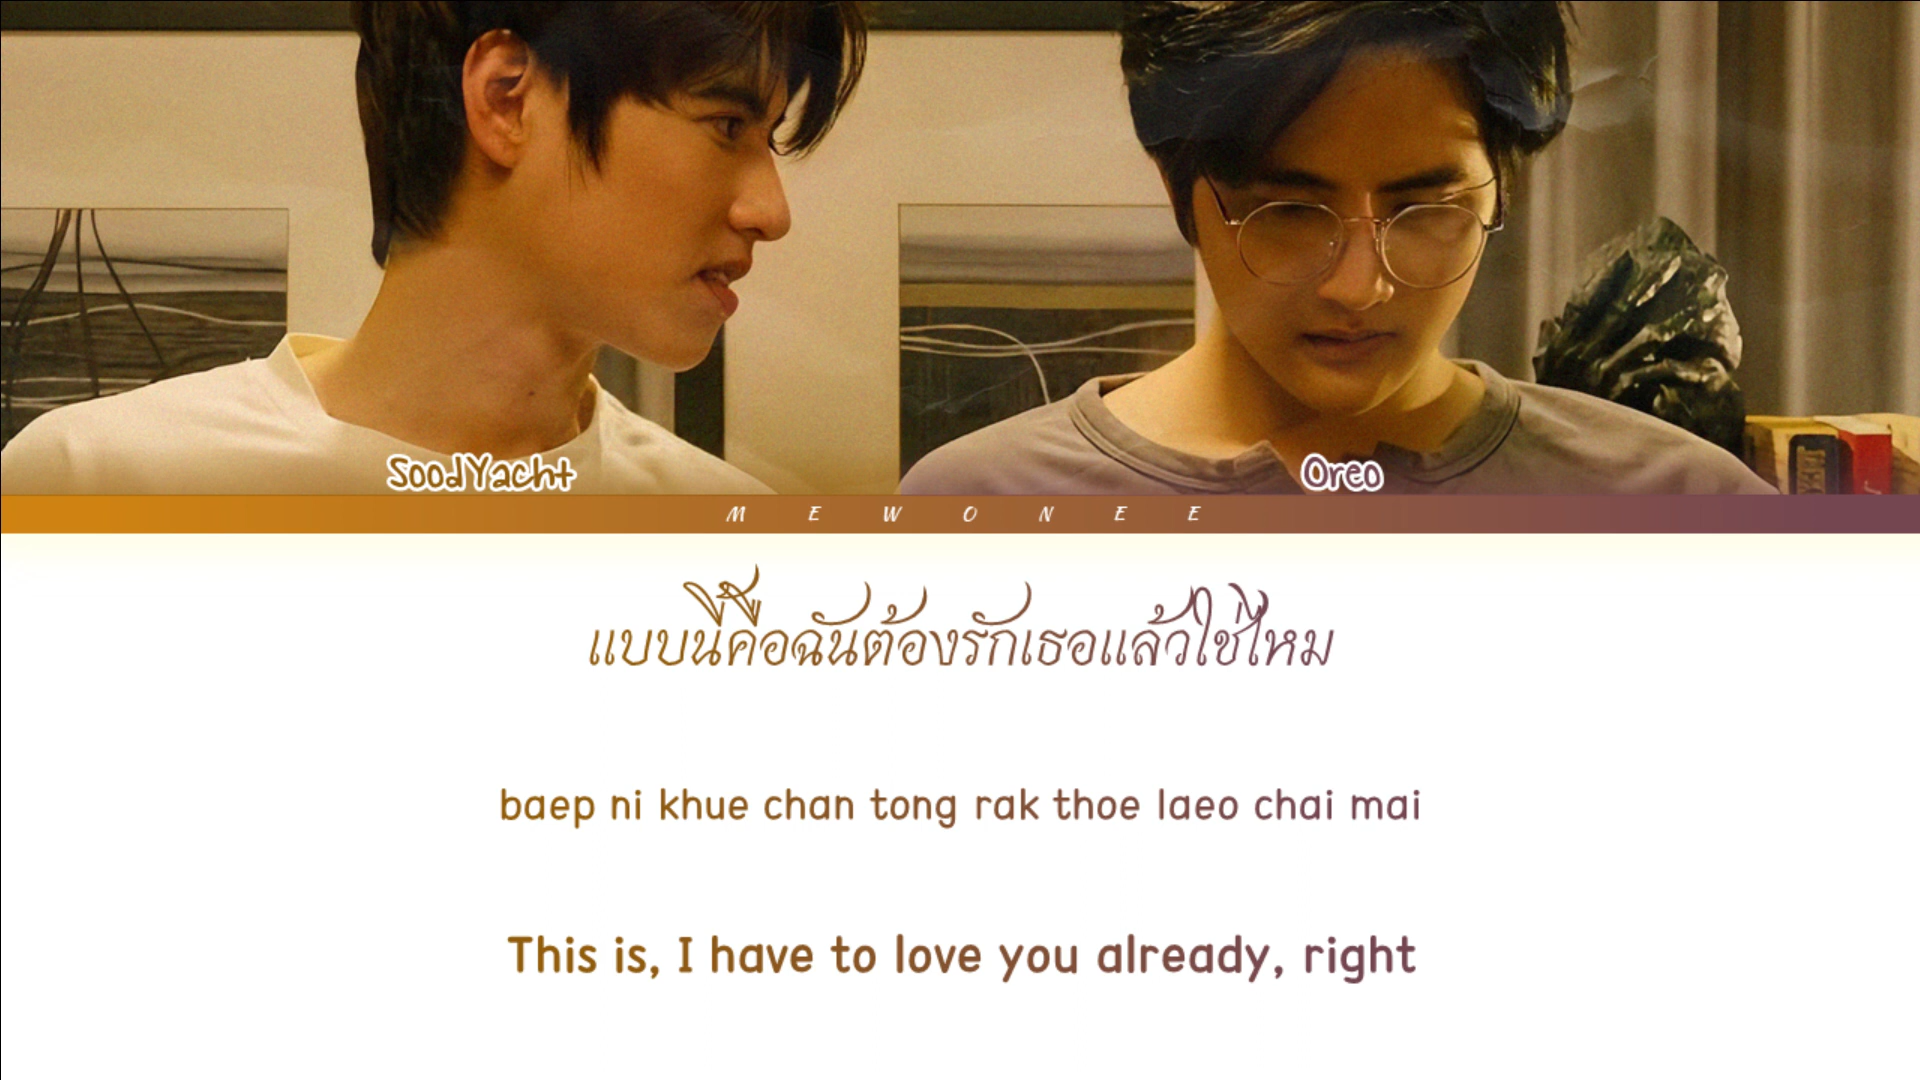 SoodYacht
Oreo
MEWONEE
แบบนี้คือฉันต้องรักเธอแล้วใช่ไหม
baep ni khue chan tong rak thoe laeo chai mai
This is, I have to love you already, right